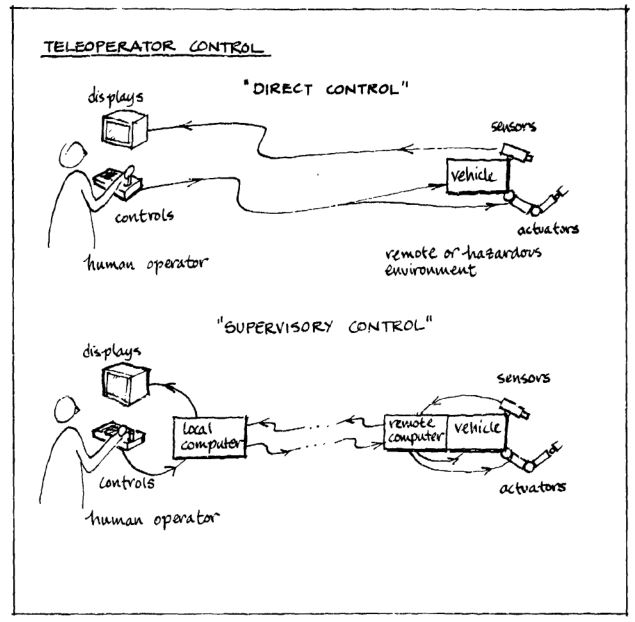 TELEOPERATOR CONTROL
"DIRECT CONTROL"
displays
sensors
vehicle
controls
actuators
human operator
remote or hazardous
environment
"SUPERVISORY CONTROL"
displays
sensors
local
computer
remote
computer
vehicle
controls
actuators
human operator